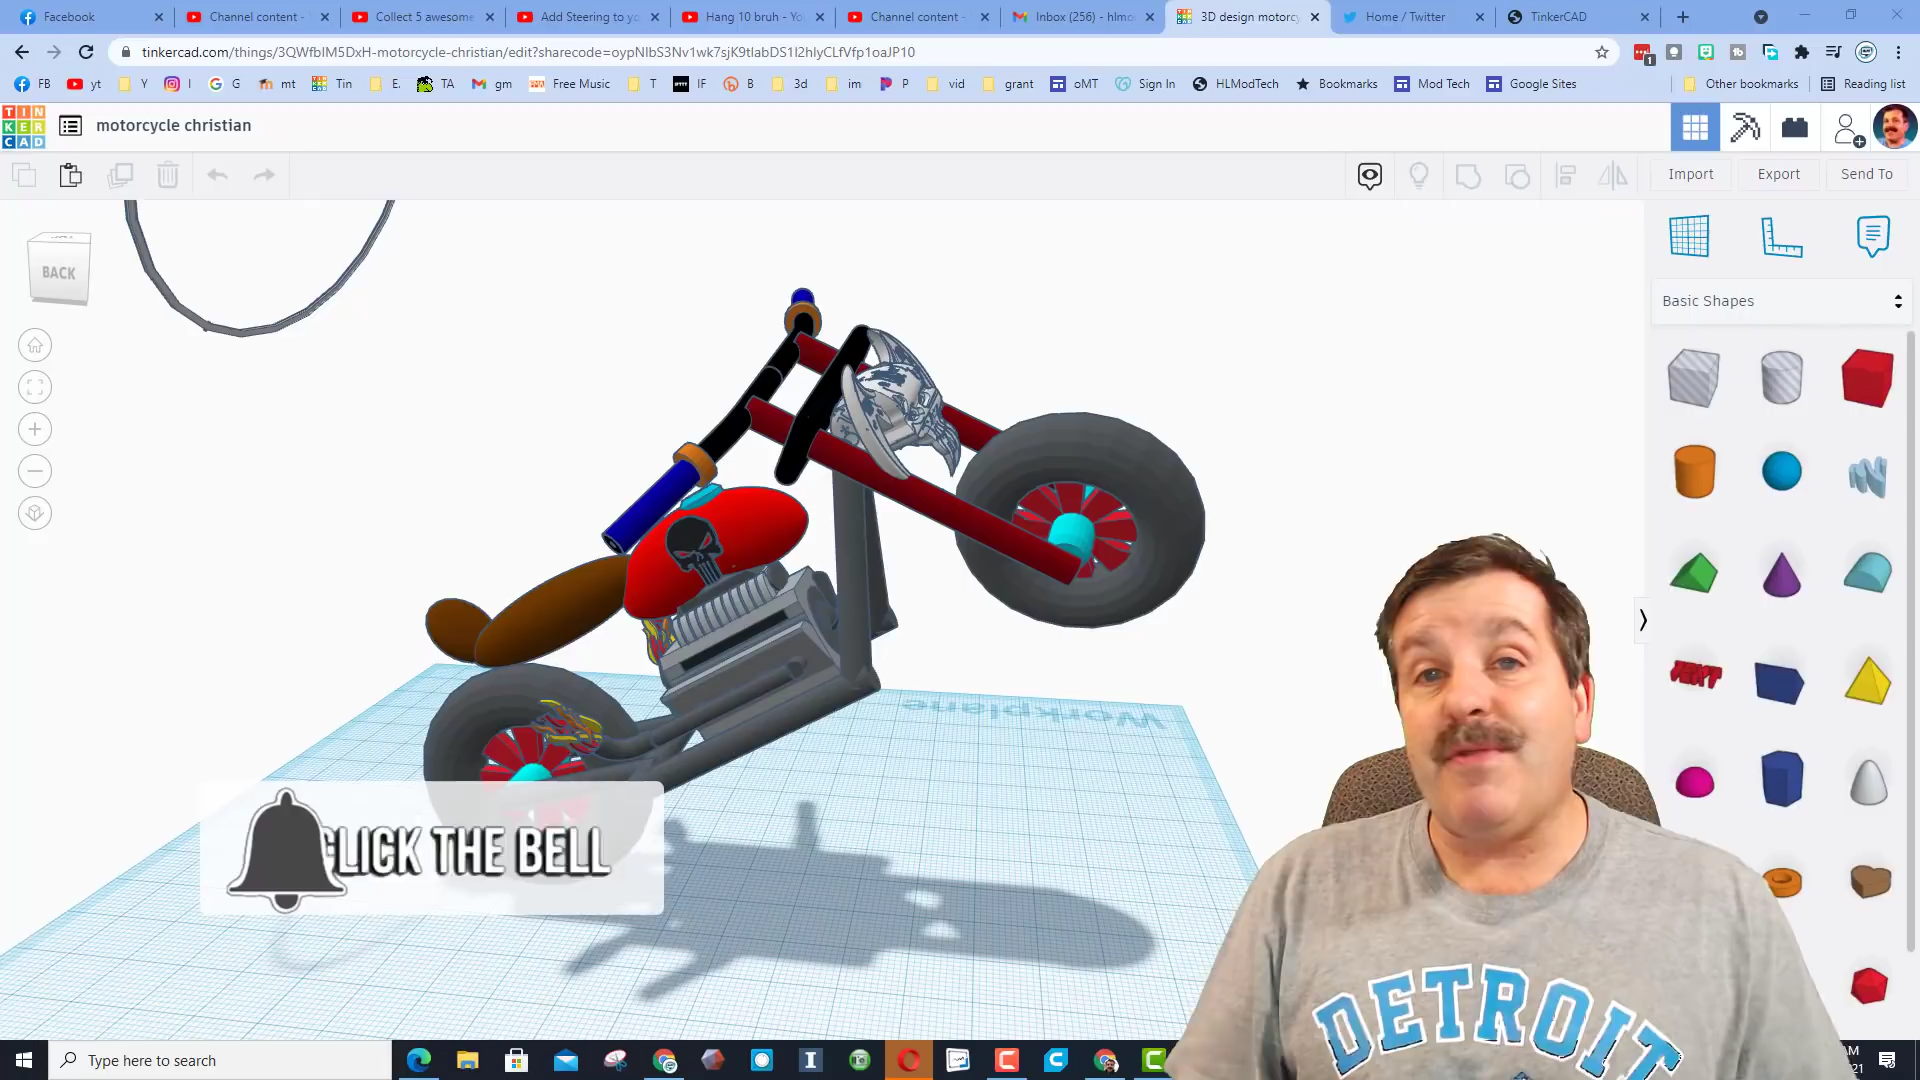 Facebook
Channel content -
Collect 5 awesome
Add Steering to yo
Hang 10 bruh - Yo
Channel content -
Inbox (256) - hlmo
3D design motorcy
Home / Twitter
TinkerCAD
tinkercad.com/things/3QWfbIM5DxH-motorcycle-christian/edit?sharecode=oypNIbS3Nv1wk7sjK9tlabDS1I2hlyCLfVfp1oaJP10
1
FB
yt
Y
I
G
mt
Tin
E.
TA
gm
Free Music
T
IF
B
3d
im
P
vid
grant
oMT
Sign In
HLModTech
Bookmarks
Mod Tech
Google Sites
Other bookmarks
Reading list
TIN
KER
CAD
motorcycle christian
Import
Export
Send To
BACK
Basic Shapes
Workplane
TEXT
CLICK THE BELL
DETROIT
Type here to search